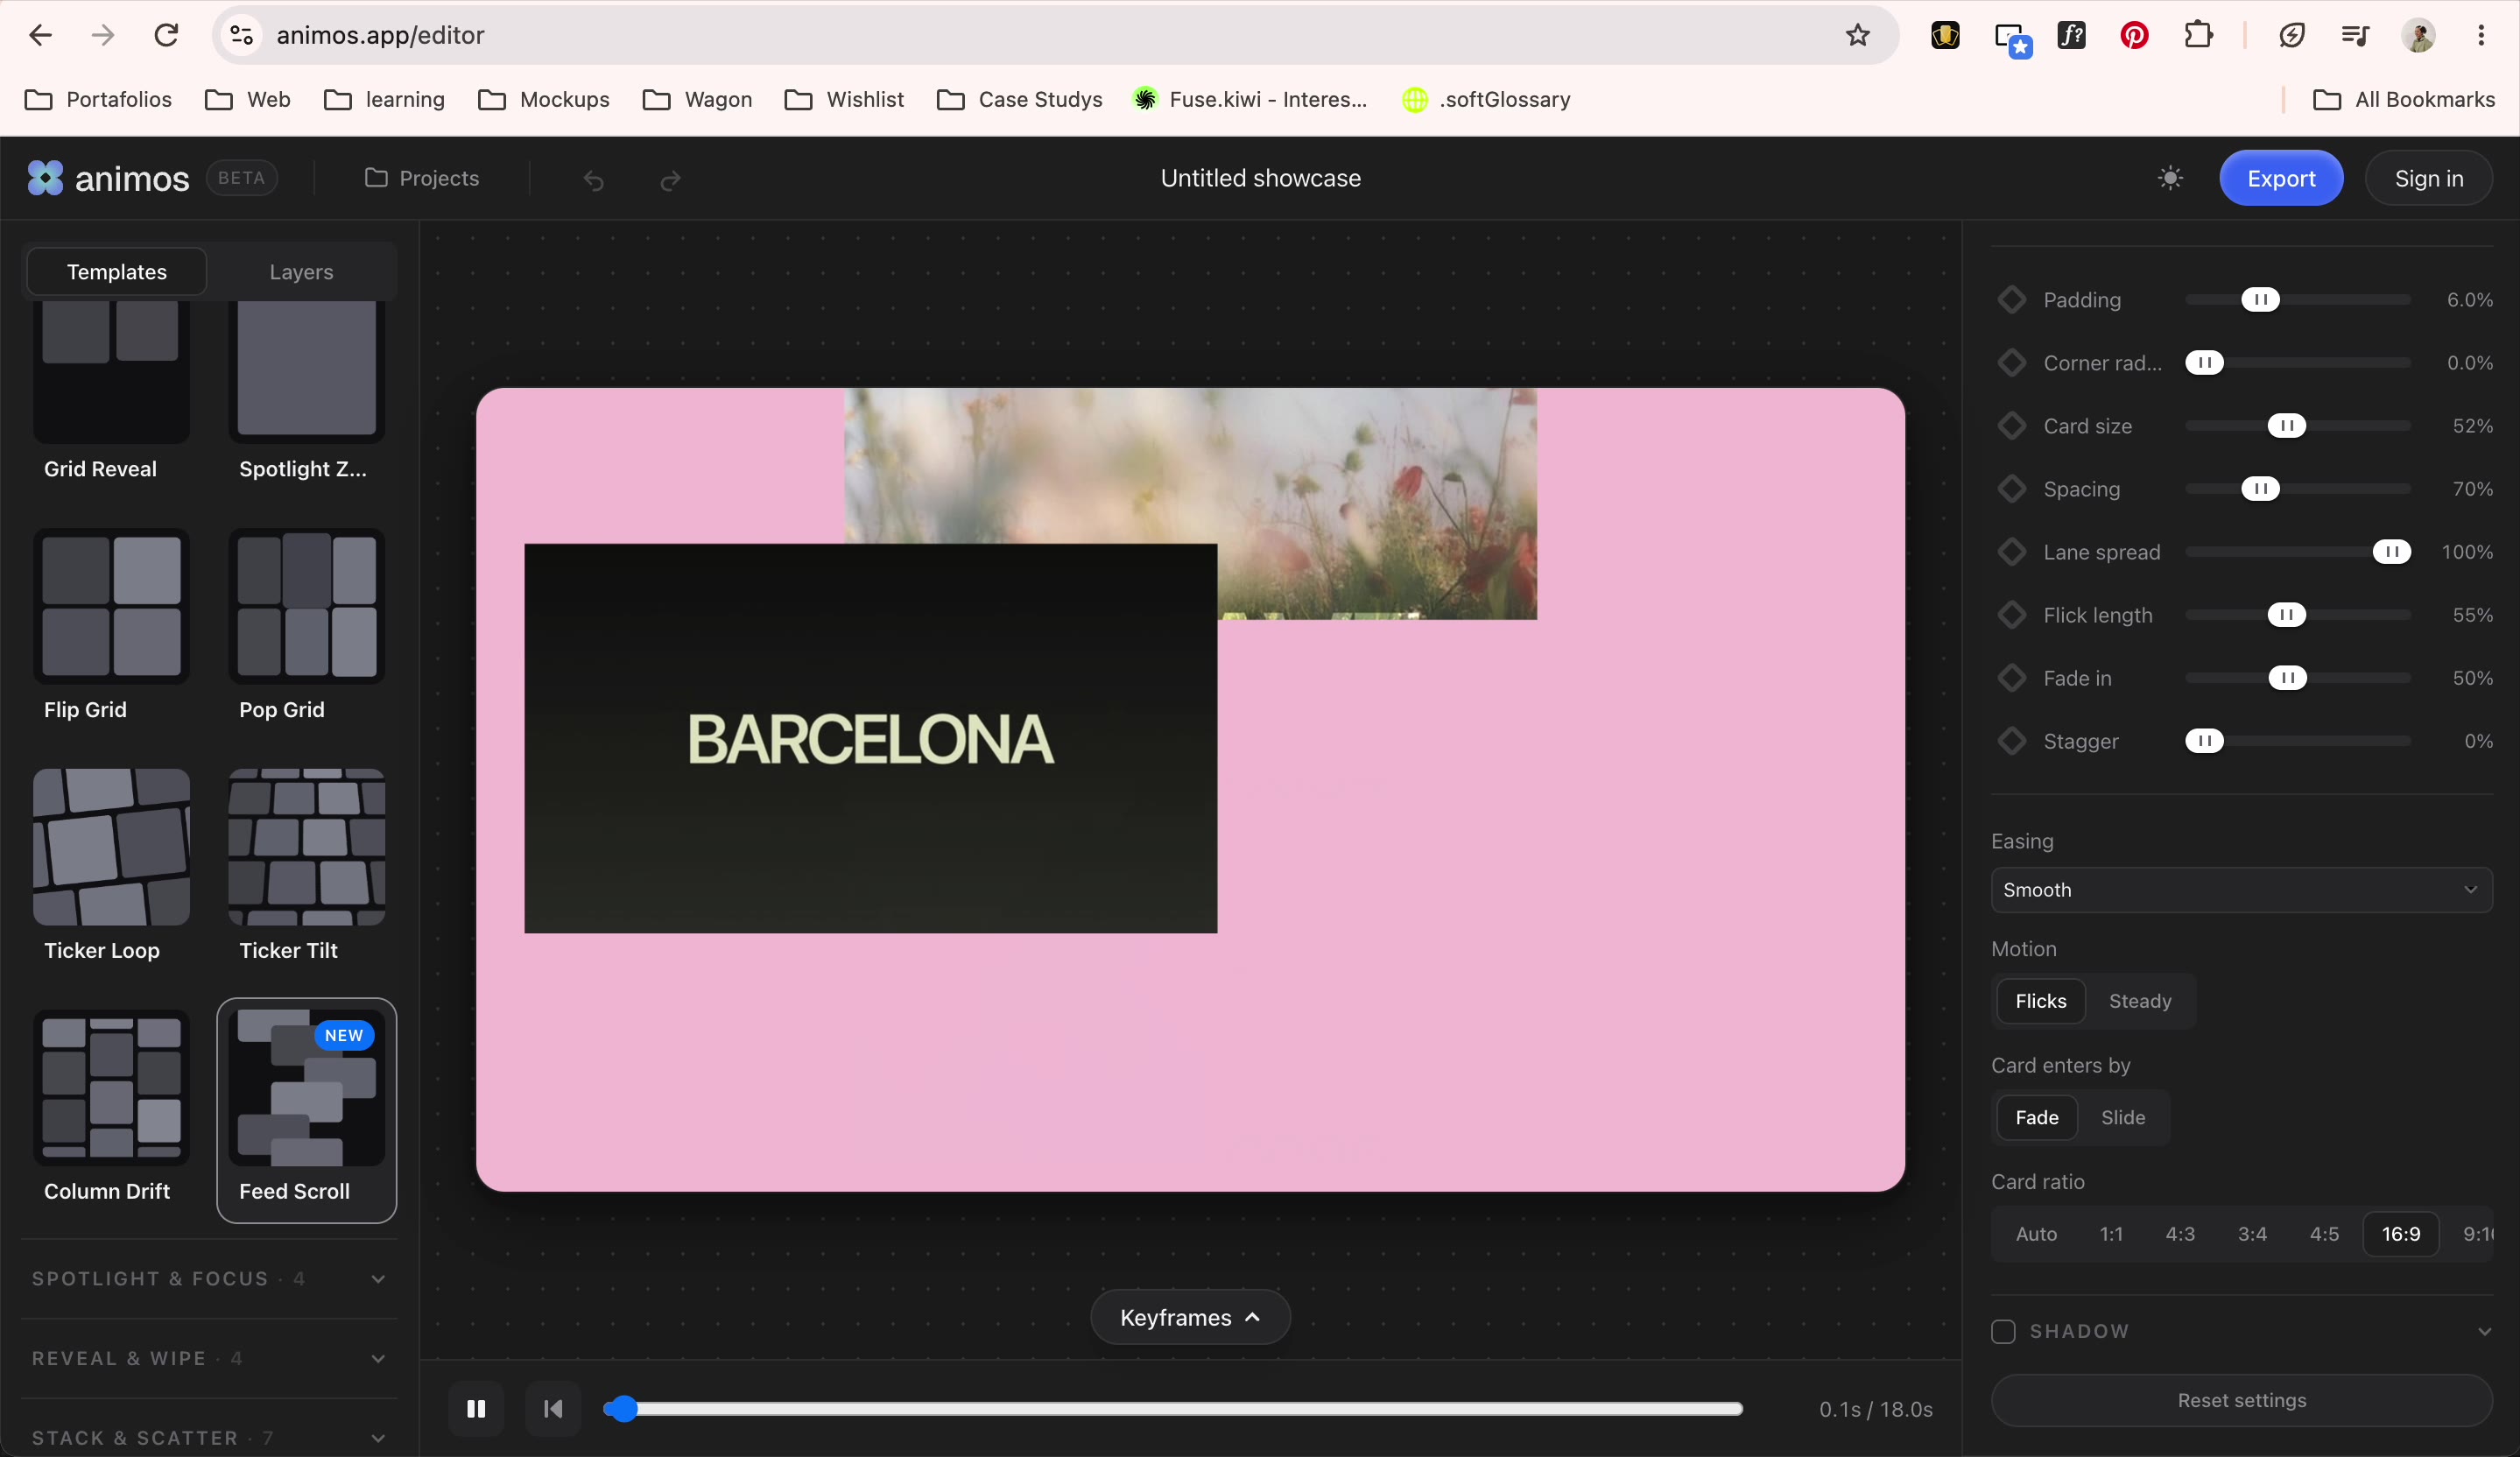 animos.app/editor
Portafolios
Web
learning
Mockups
Wagon
Wishlist
Case Studys
Fuse.kiwi - Interes...
.softGlossary
All Bookmarks
animos
BETA
Projects
Untitled showcase
Export
Sign in
Templates
Layers
Grid Reveal
Spotlight Z...
Flip Grid
Pop Grid
Ticker Loop
Ticker Tilt
NEW
Column Drift
Feed Scroll
SPOTLIGHT & FOCUS · 4
REVEAL & WIPE · 4
STACK & SCATTER · 7
BARCELONA
Keyframes
0.1s / 18.0s
Padding 6.0%
Corner rad... 0.0%
Card size 52%
Spacing 70%
Lane spread 100%
Flick length 55%
Fade in 50%
Stagger 0%
Easing
Smooth
Motion
Flicks Steady
Card enters by
Fade Slide
Card ratio
Auto 1:1 4:3 3:4 4:5 16:9
SHADOW
Reset settings